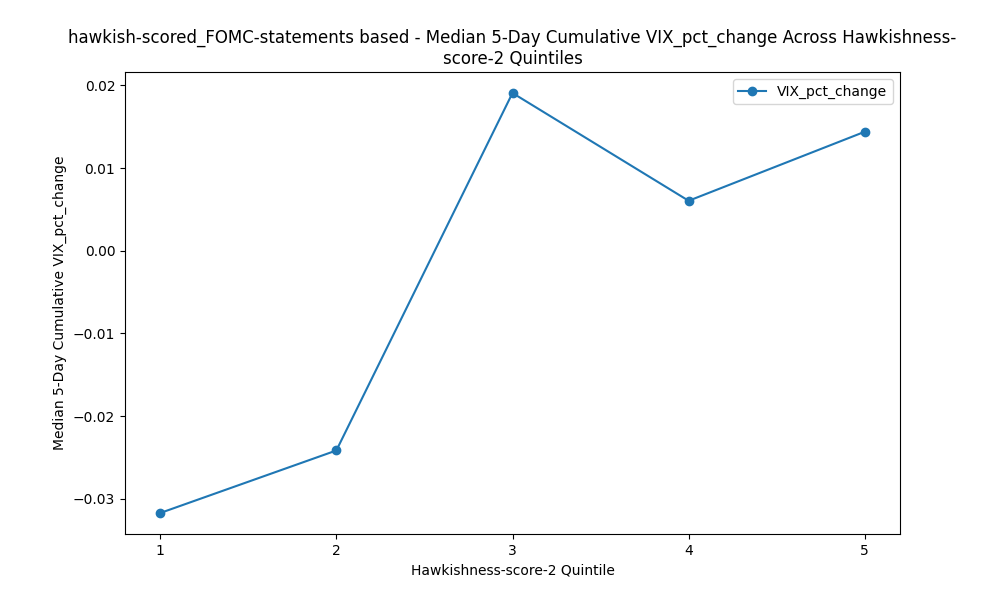 hawkish-scored_FOMC-statements based - Median 5-Day Cumulative VIX_pct_change Across Hawkishness-
score-2 Quintiles
VIX_pct_change
0.02
0.01
0.00
−0.01
−0.02
−0.03
Median 5-Day Cumulative VIX_pct_change
1
2
3
4
5
Hawkishness-score-2 Quintile